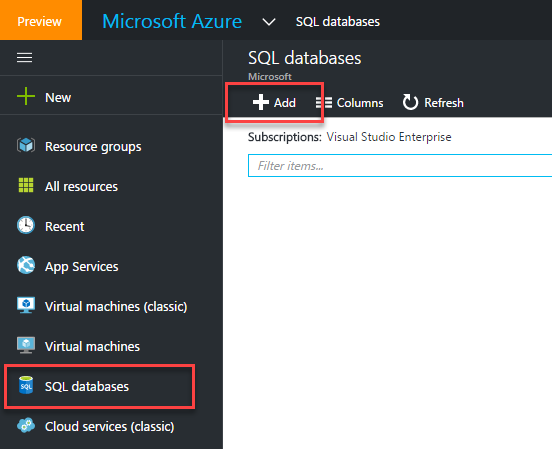 Preview
Microsoft Azure
SQL databases
SQL databases
Microsoft
New
Add
Columns
Refresh
Subscriptions: Visual Studio Enterprise
Filter items...
Resource groups
All resources
Recent
App Services
Virtual machines (classic)
Virtual machines
SQL
SQL databases
Cloud services (classic)